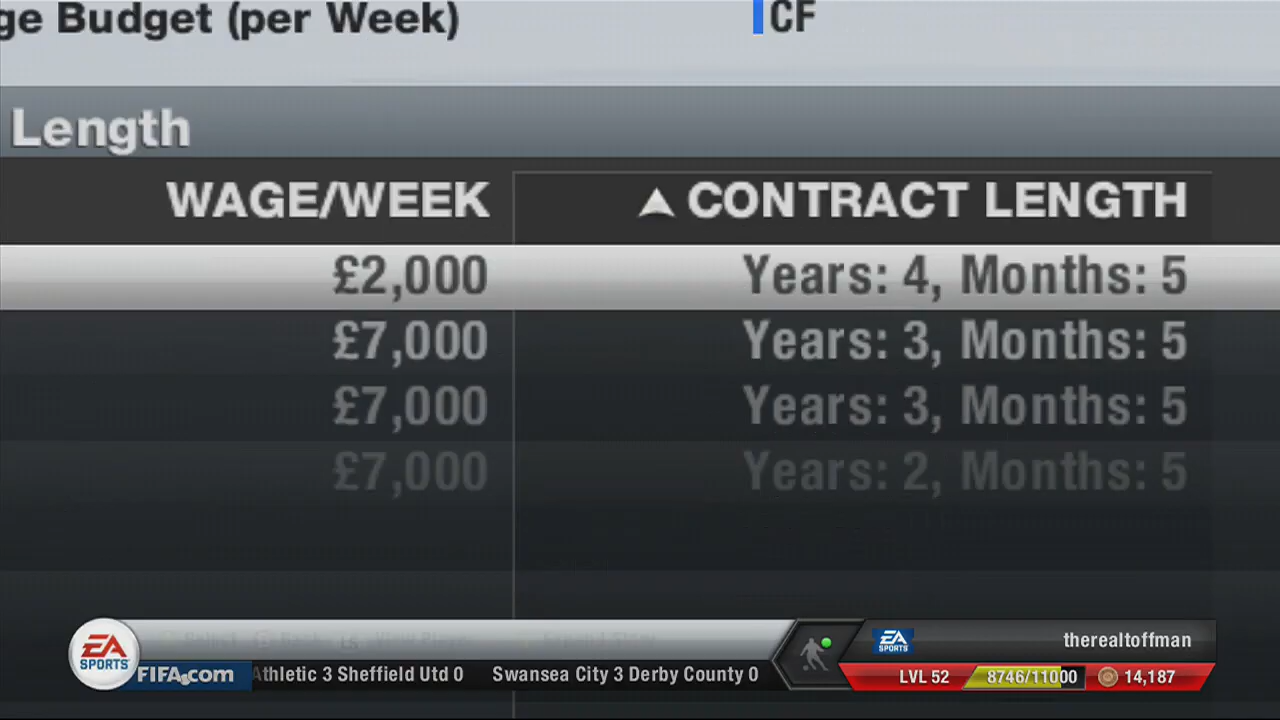 ge Budget (per Week)
CF
Length
WAGE/WEEK
CONTRACT LENGTH
£2,000
Years: 4, Months: 5
£7,000
Years: 3, Months: 5
£7,000
Years: 3, Months: 5
£7,000
Years: 2, Months: 5
EA SPORTS
FIFA.com
Athletic 3 Sheffield Utd 0 Swansea City 3 Derby County 0
EA SPORTS
therealtoffman
LVL 52
8746/11000
14,187